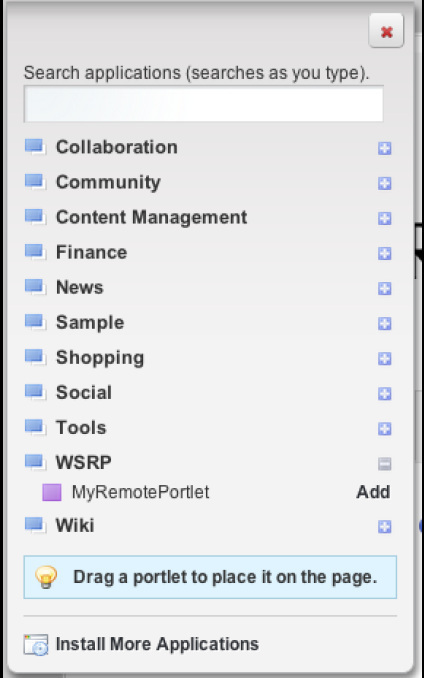 Search applications (searches as you type).
Collaboration
Community
Content Management
Finance
News
Sample
Shopping
Social
Tools
WSRP
MyRemotePortlet Add
Wiki
Drag a portlet to place it on the page.
Install More Applications